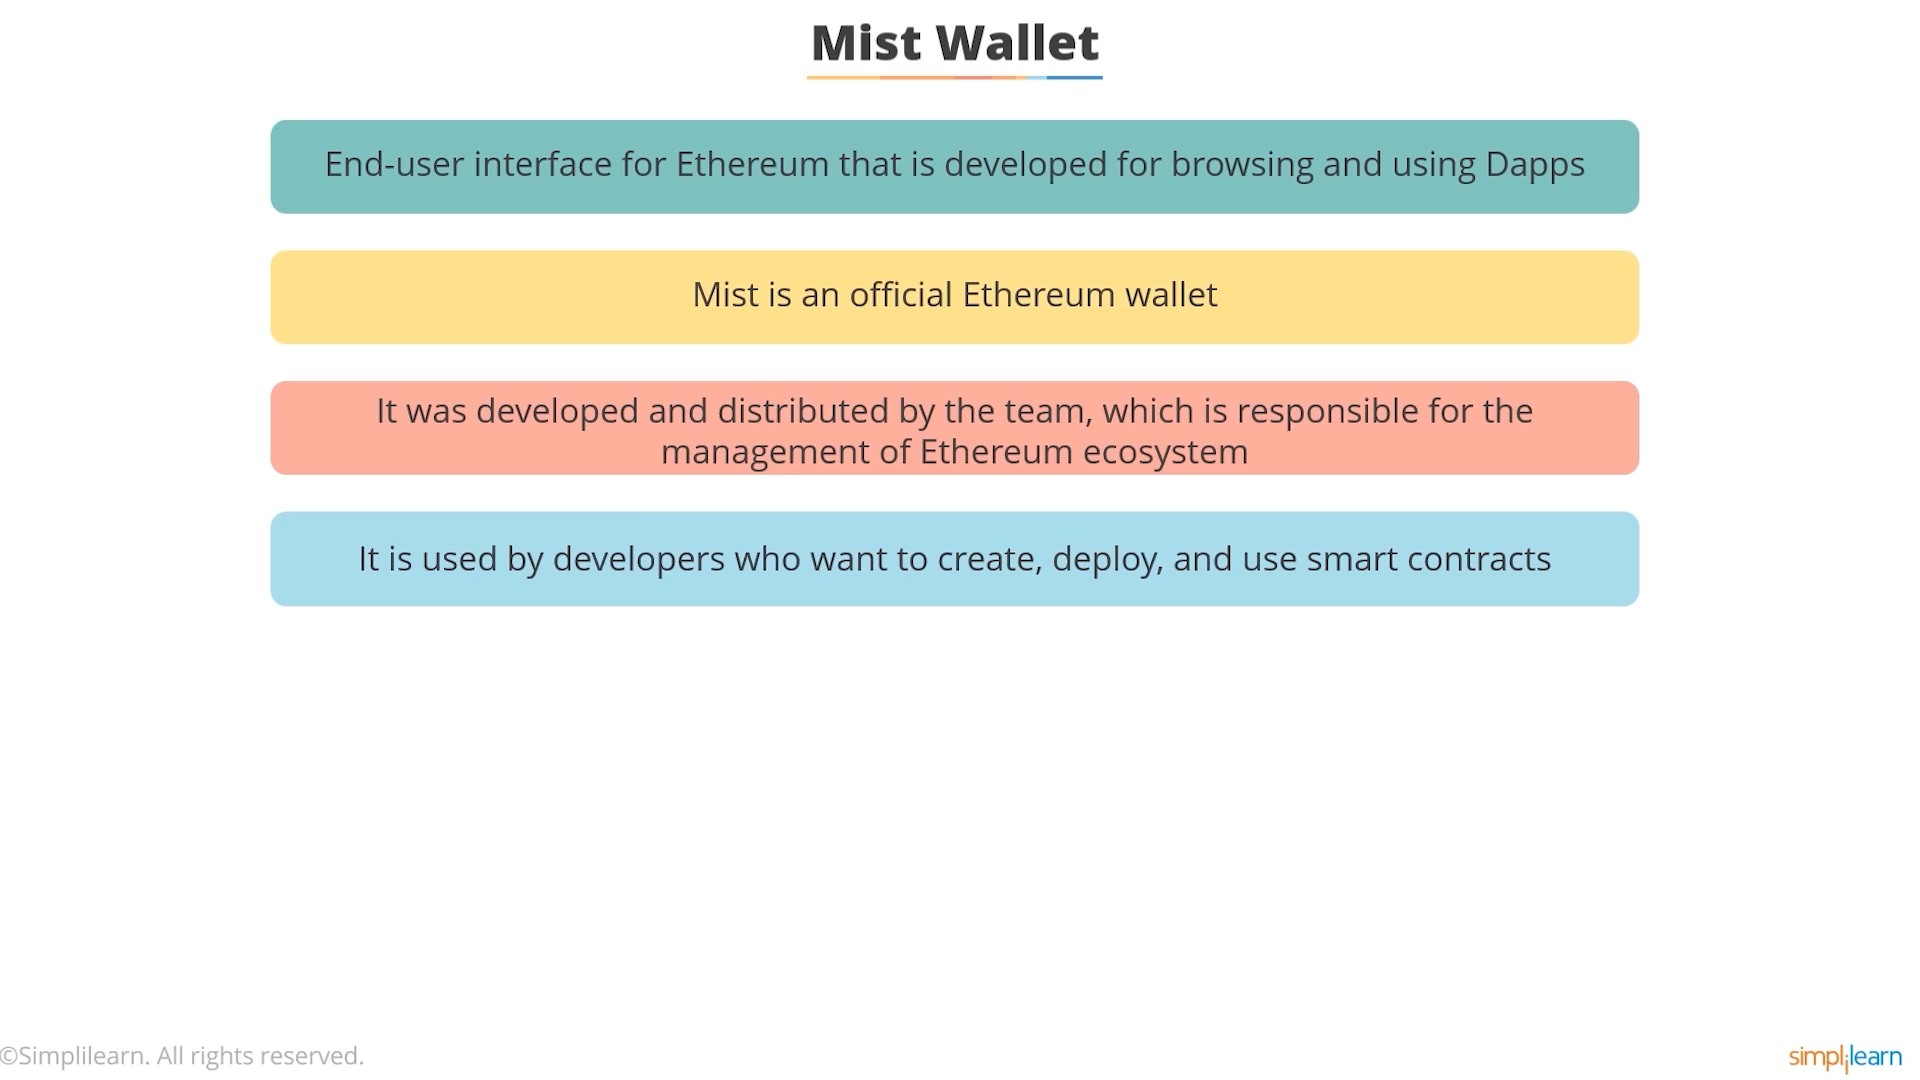 Mist Wallet
End-user interface for Ethereum that is developed for browsing and using Dapps
Mist is an official Ethereum wallet
It was developed and distributed by the team, which is responsible for the
management of Ethereum ecosystem
It is used by developers who want to create, deploy, and use smart contracts
©Simplilearn. All rights reserved.
simplilearn